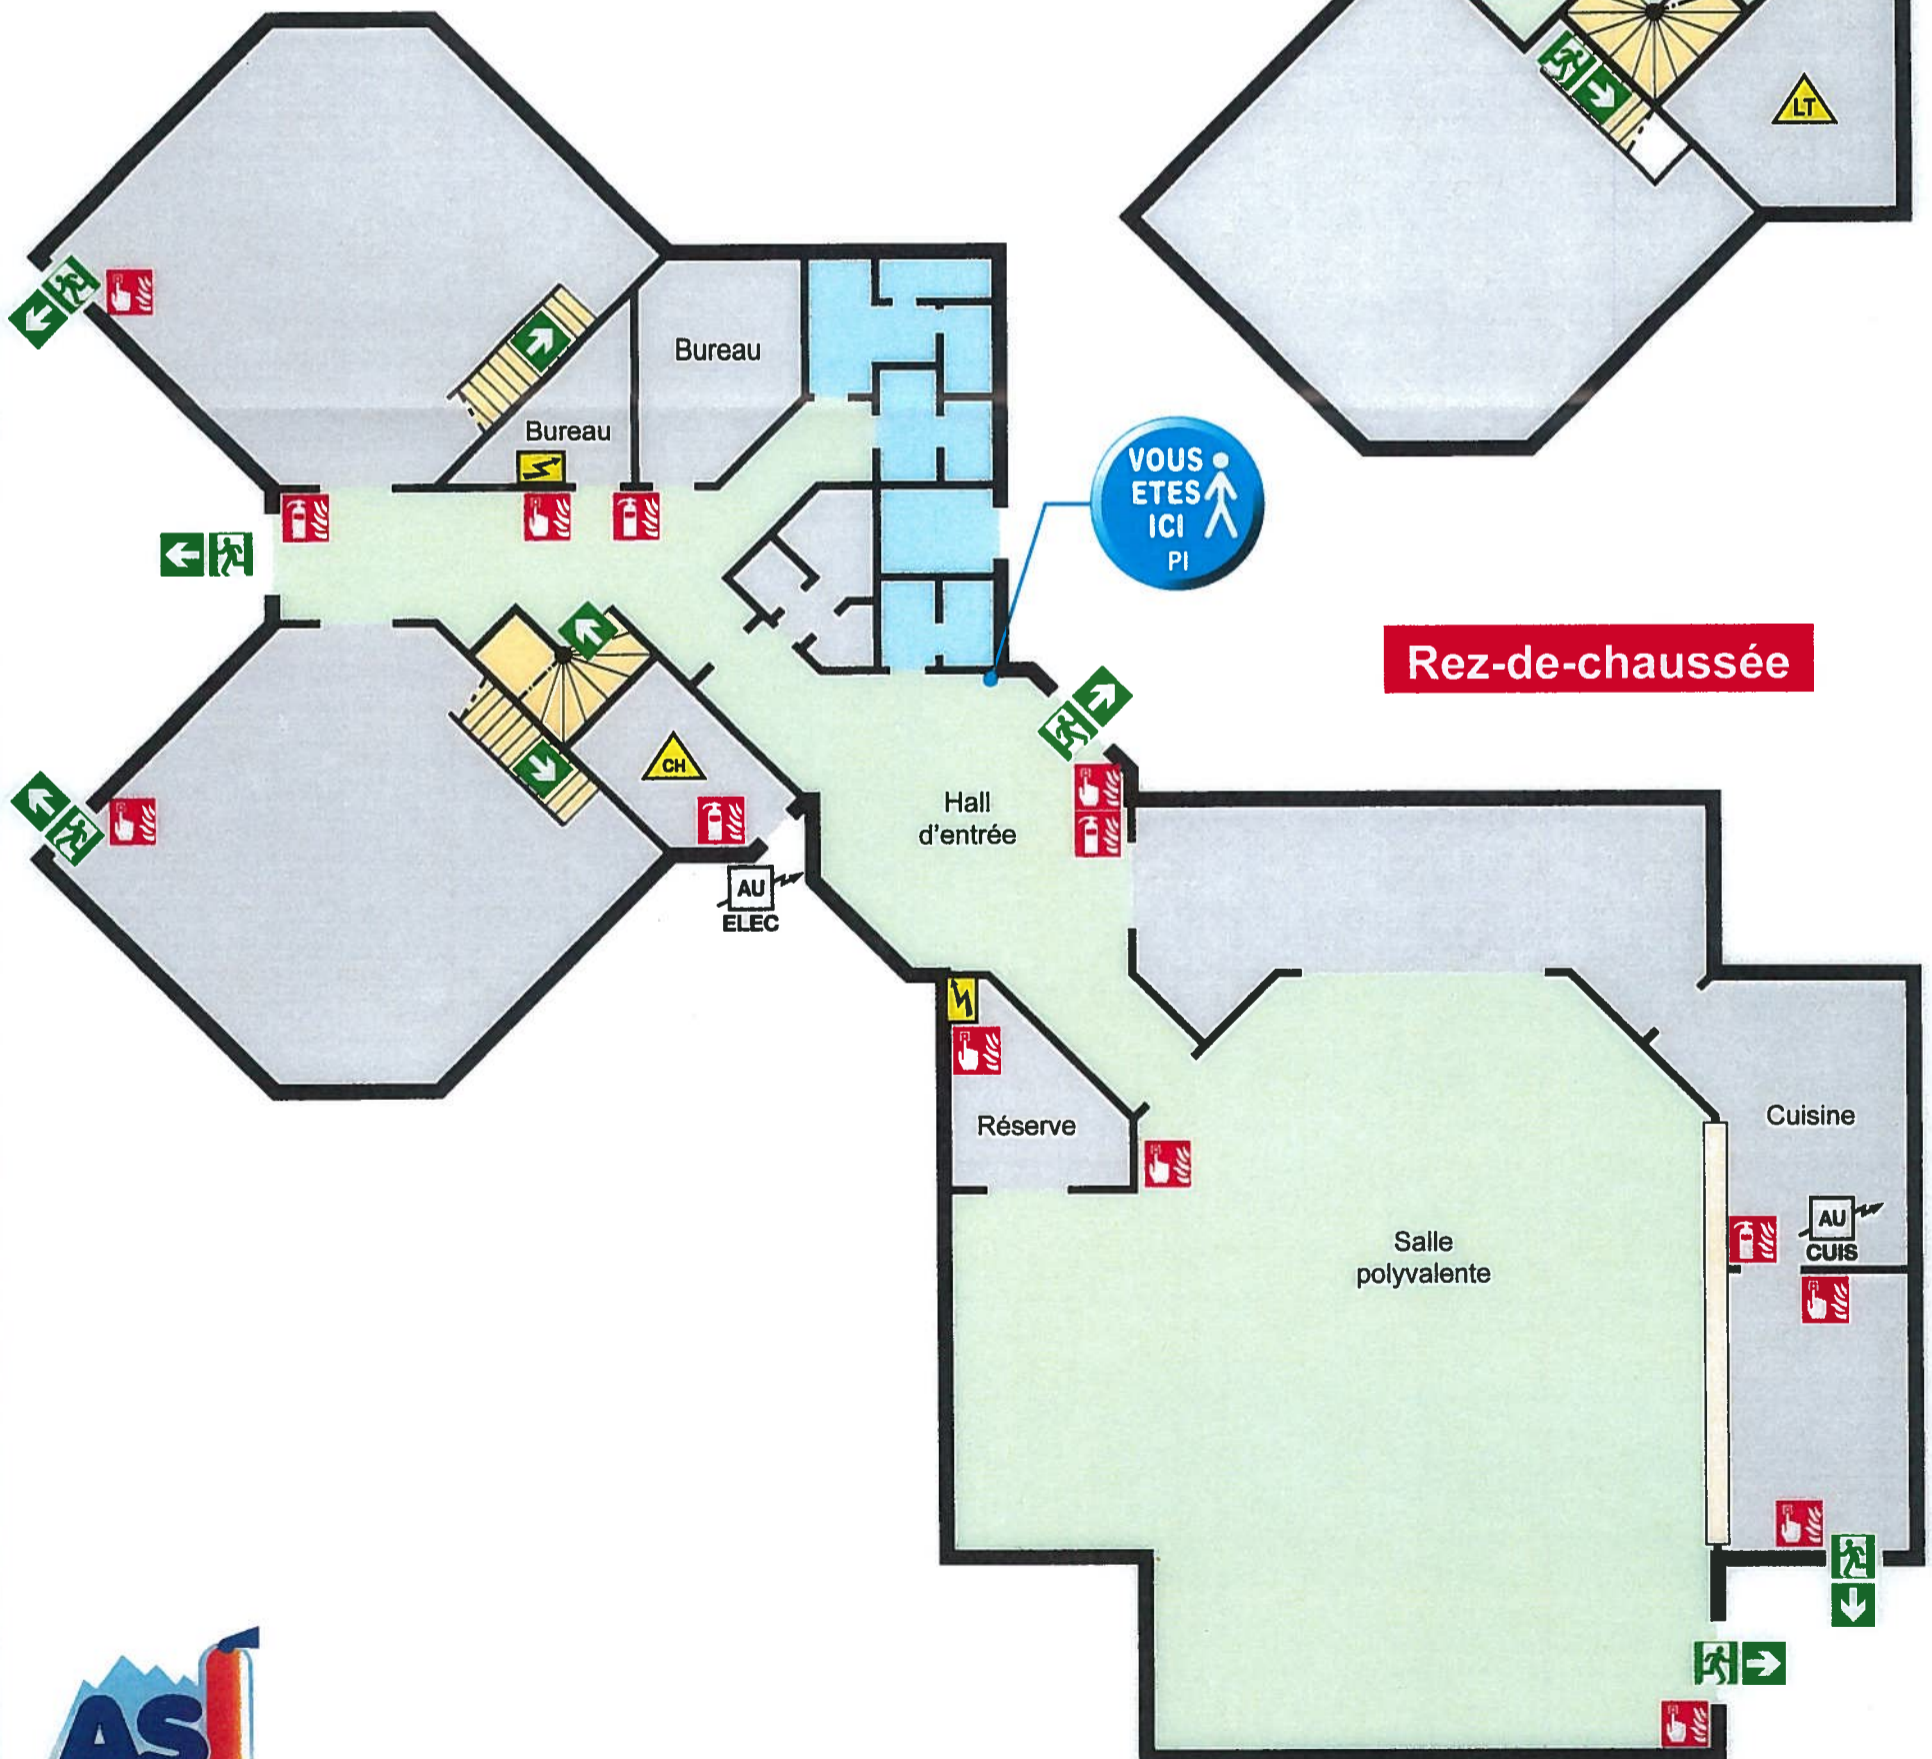 LT
Bureau
Bureau
VOUS
ETES
ICI
PI
Rez-de-chaussée
CH
Hall
d'entrée
AU
ELEC
Réserve
Cuisine
AU
CUIS
Salle
polyvalente
AS